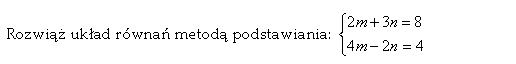 Rozwiąż układ równań metodą podstawiania: { 2m + 3n = 8
4m − 2n = 4